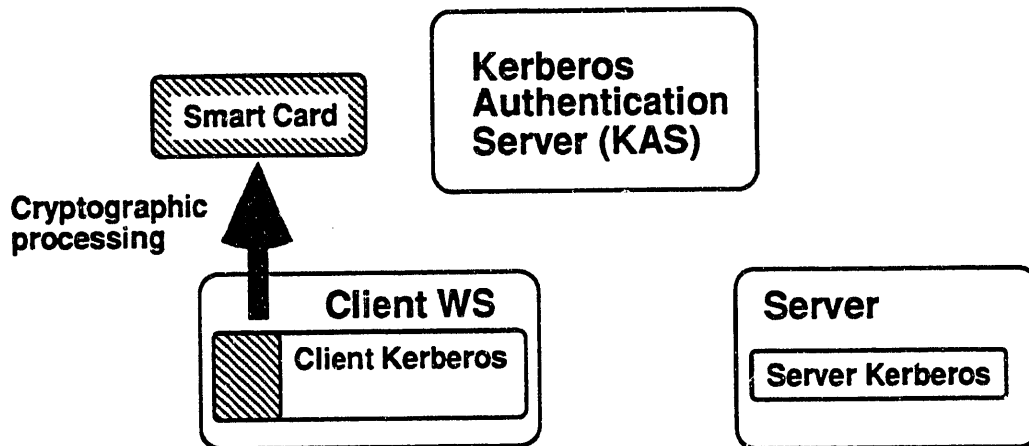 Kerberos
Authentication
Server (KAS)
Smart Card
Cryptographic
processing
Client WS
Client Kerberos
Server
Server Kerberos